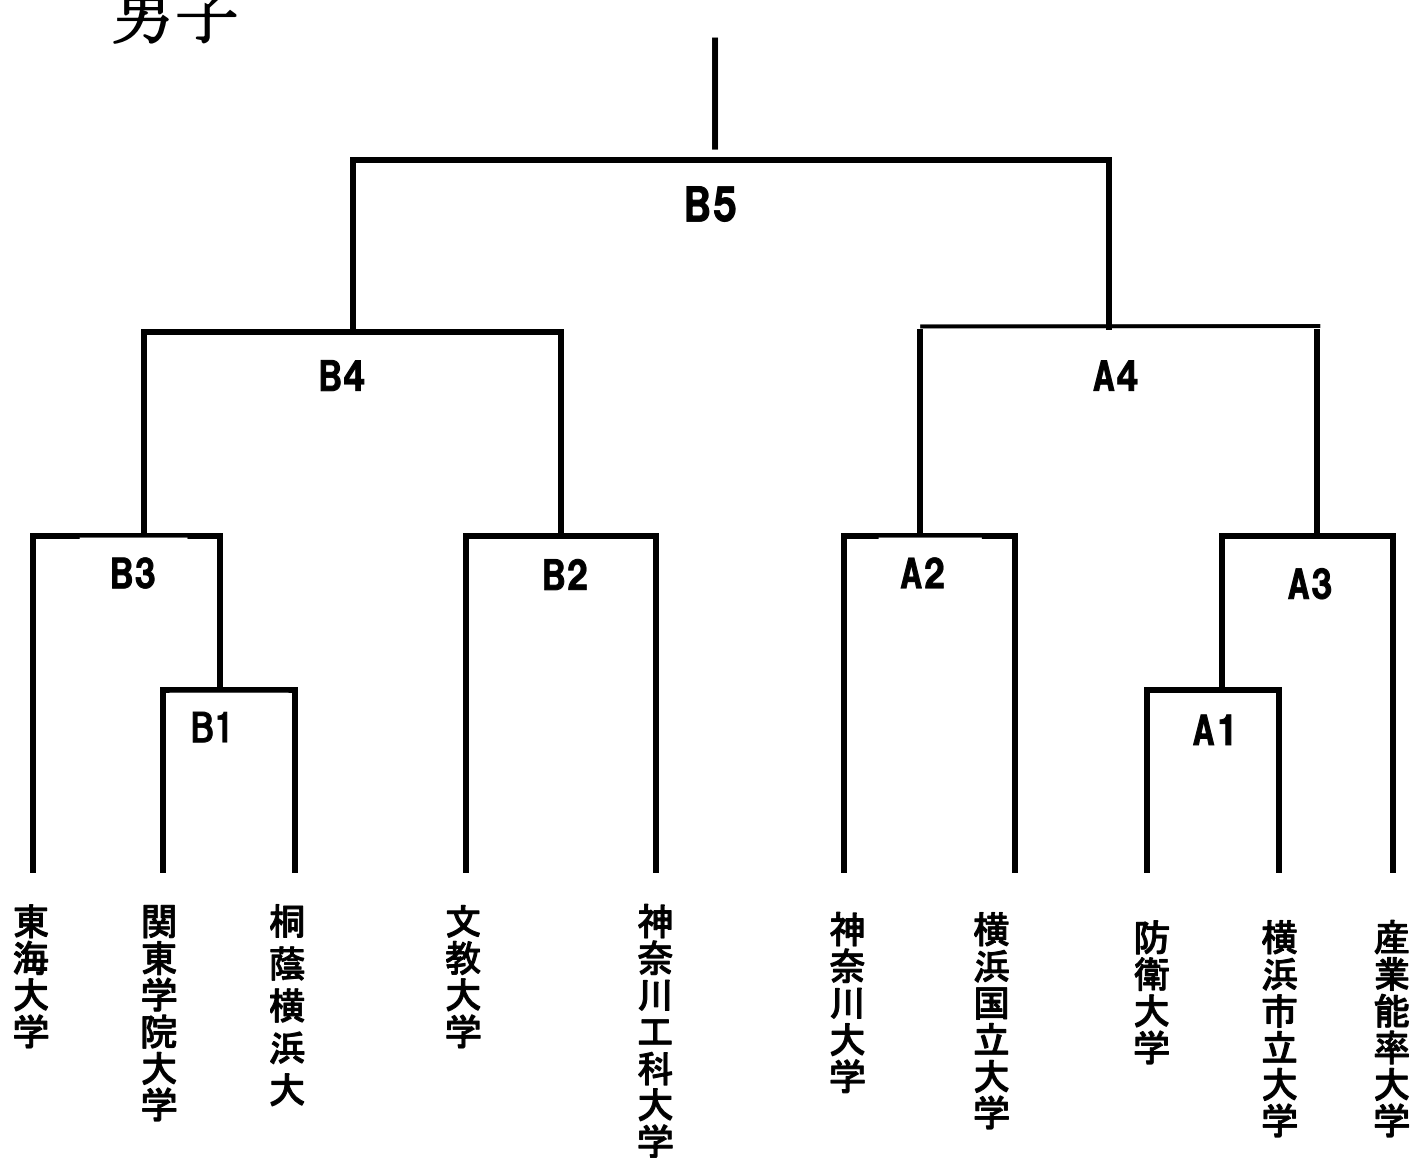 男子
B5
B4
A4
B3
B2
A2
A3
B1
A1
東海大学
関東学院大学
桐蔭横浜大
文教大学
神奈川工科大学
神奈川大学
横浜国立大学
防衛大学
横浜市立大学
産業能率大学